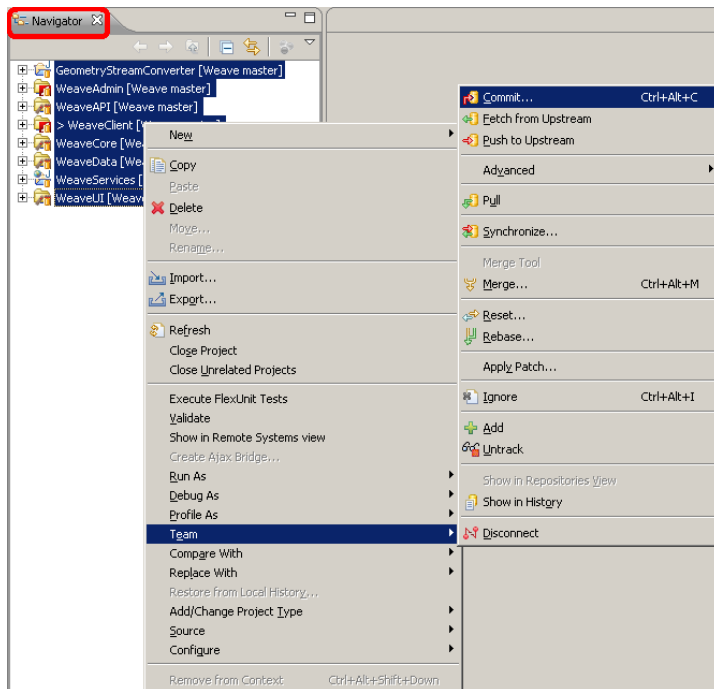 Navigator
GeometryStreamConverter [Weave master]
WeaveAdmin [Weave master]
WeaveAPI [Weave master]
> WeaveClient [
WeaveCore [Wea
WeaveData [We
WeaveServices [
WeaveUI [Weav
New
Copy
Paste
Delete
Move...
Rename...
Import...
Export...
Refresh
Close Project
Close Unrelated Projects
Execute FlexUnit Tests
Validate
Show in Remote Systems view
Create Ajax Bridge...
Run As
Debug As
Profile As
Team
Compare With
Replace With
Restore from Local History...
Add/Change Project Type
Source
Configure
Remove from Context Ctrl+Alt+Shift+Down
Commit... Ctrl+Alt+C
Fetch from Upstream
Push to Upstream
Advanced
Pull
Synchronize...
Merge Tool
Merge... Ctrl+Alt+M
Reset...
Rebase...
Apply Patch...
Ignore Ctrl+Alt+I
Add
Untrack
Show in Repositories View
Show in History
Disconnect